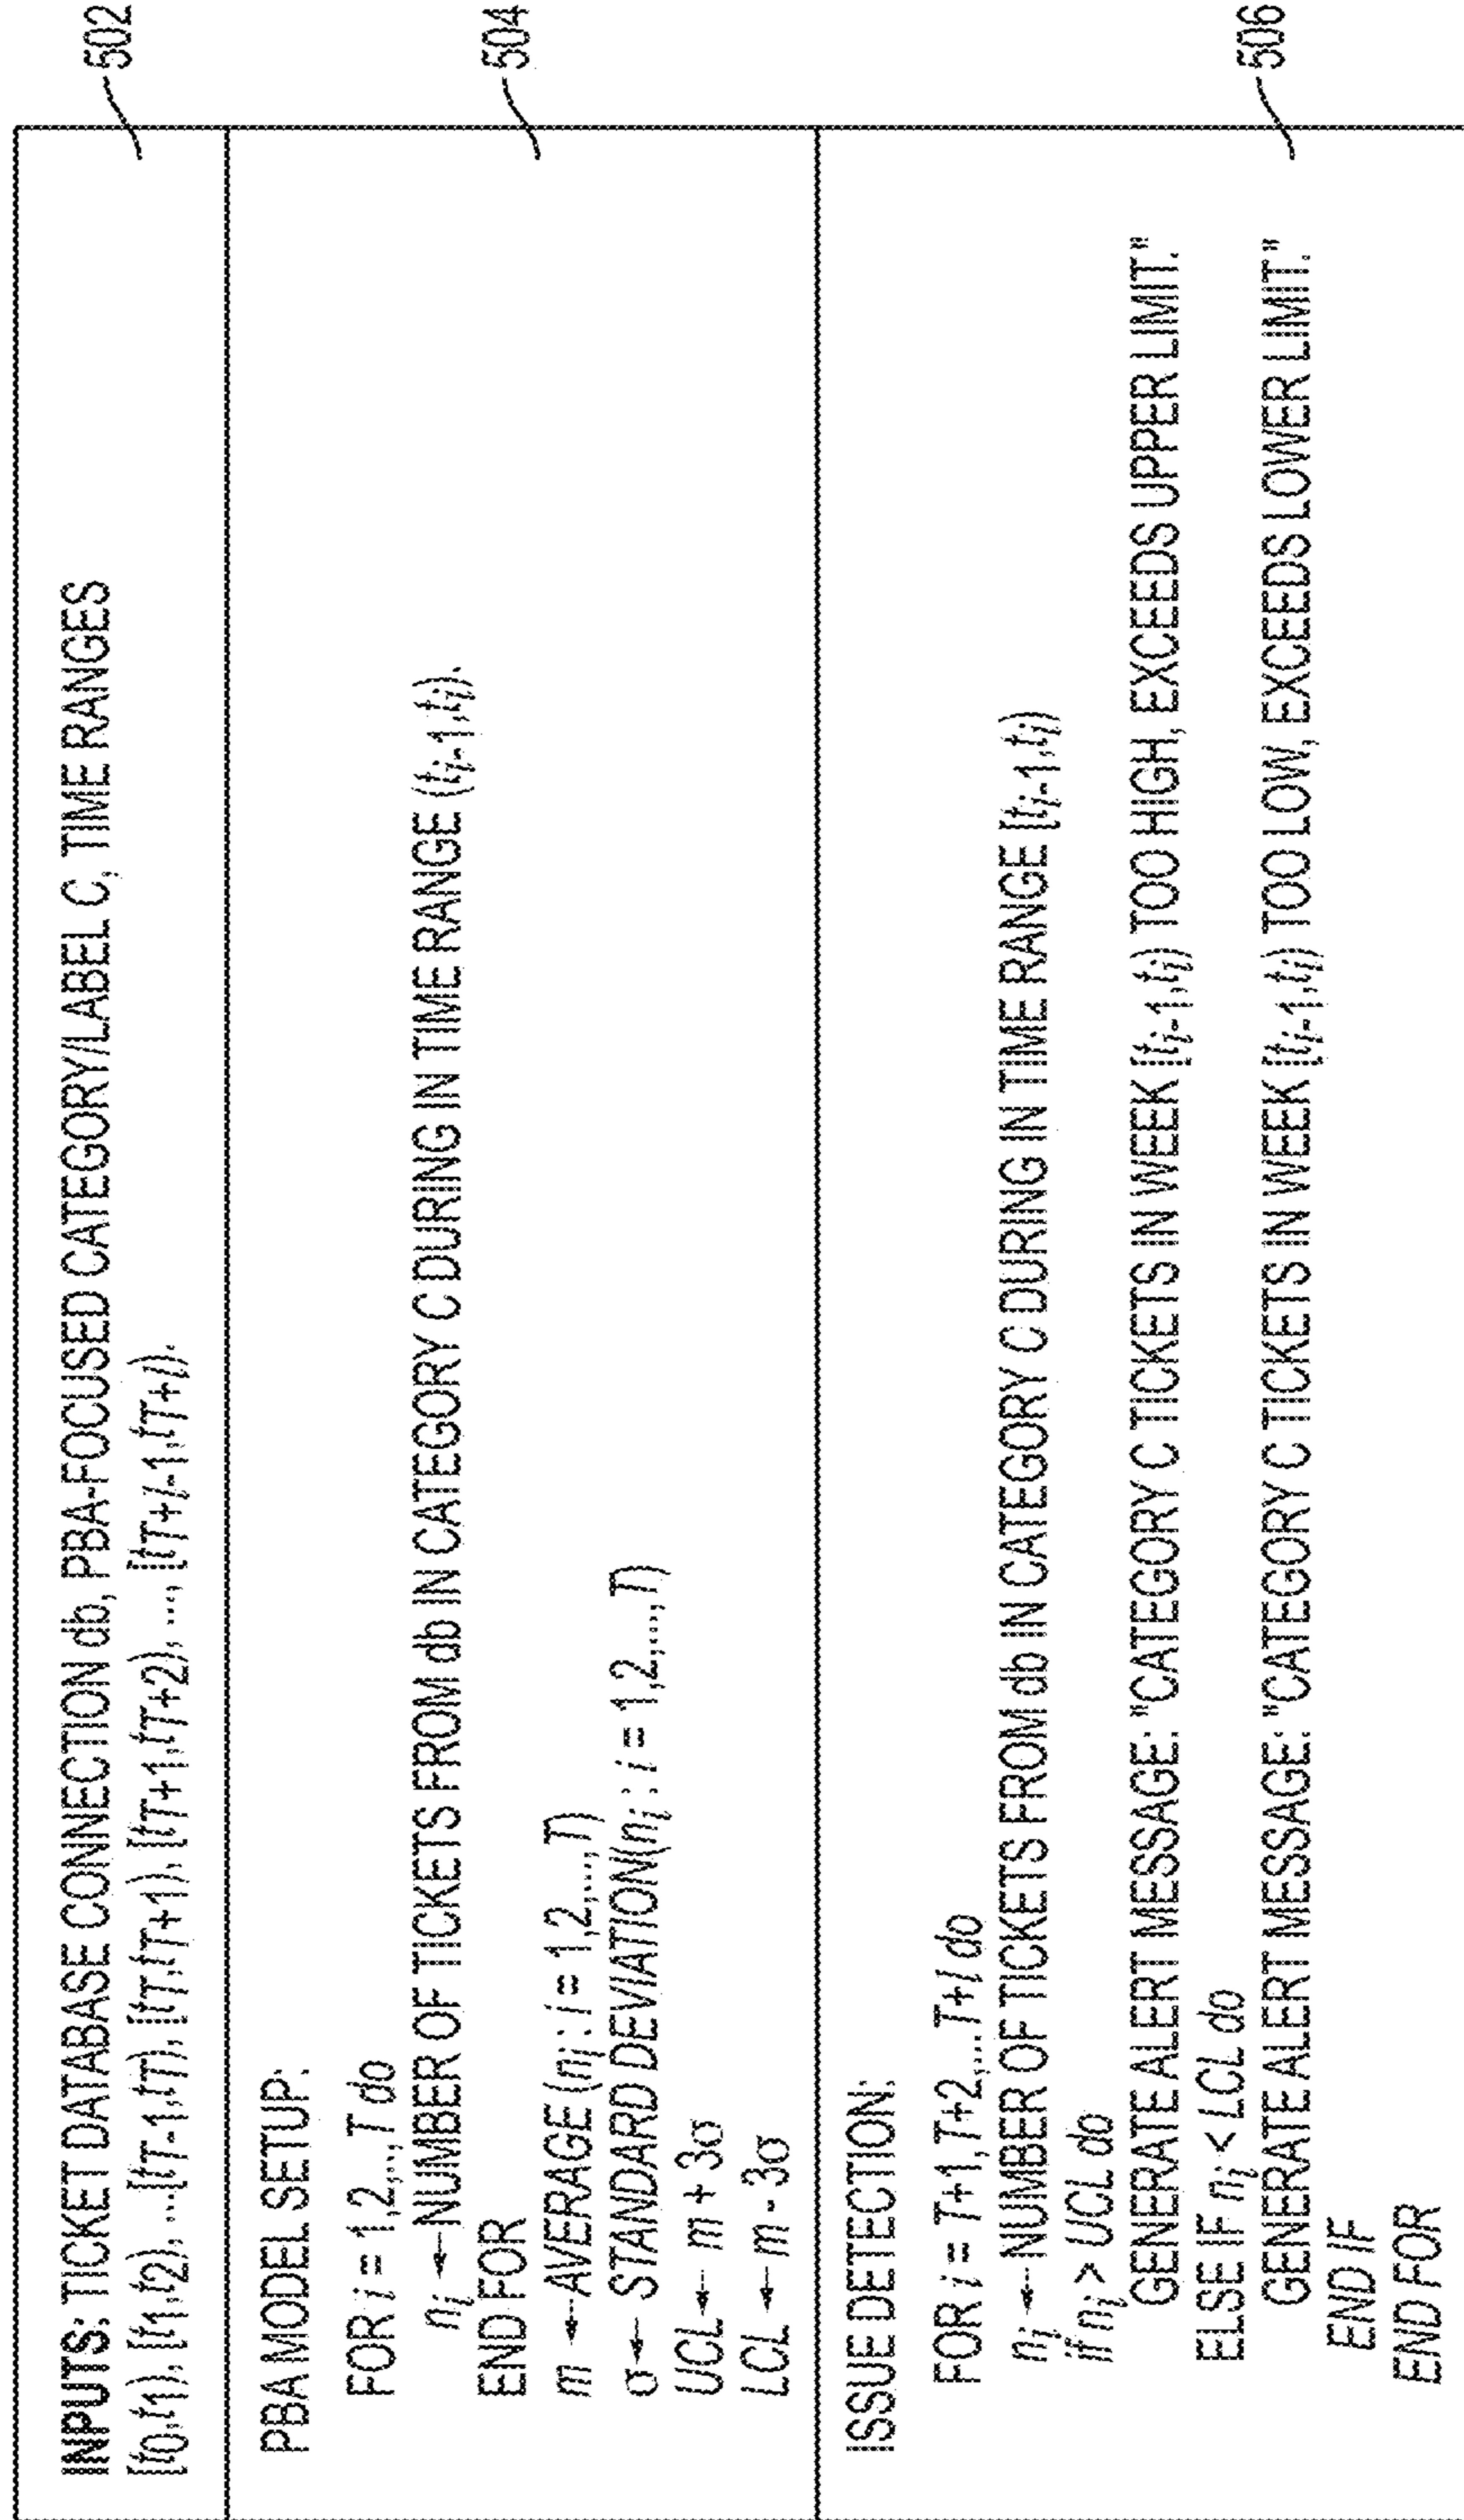 INPUTS: TICKET DATABASE CONNECTION db, PBA-FOCUSED CATEGORY/LABEL C, TIME RANGES
[t0,t1), [t1,t2), ...[tT-1,tT), [tT,tT+1), [tT+1,tT+2), ..., [tT+l-1,tT+l).
502
PBA MODEL SETUP:
FOR i = 1,2,...,T do
ni ← NUMBER OF TICKETS FROM db IN CATEGORY C DURING IN TIME RANGE (ti-1,ti).
END FOR
m ← AVERAGE (ni : i = 1,2,...,T)
σ ← STANDARD DEVIATION(ni : i = 1,2,...,T)
UCL ← m + 3σ
LCL ← m - 3σ
504
ISSUE DETECTION:
FOR i = T+1,T+2,...T+l do
ni ← NUMBER OF TICKETS FROM db IN CATEGORY C DURING IN TIME RANGE [ti-1,ti)
if ni > UCL do
GENERATE ALERT MESSAGE: "CATEGORY C TICKETS IN WEEK [ti-1,ti) TOO HIGH, EXCEEDS UPPER LIMIT."
ELSE IF ni < LCL do
GENERATE ALERT MESSAGE: "CATEGORY C TICKETS IN WEEK [ti-1,ti) TOO LOW, EXCEEDS LOWER LIMIT."
END IF
END FOR
506